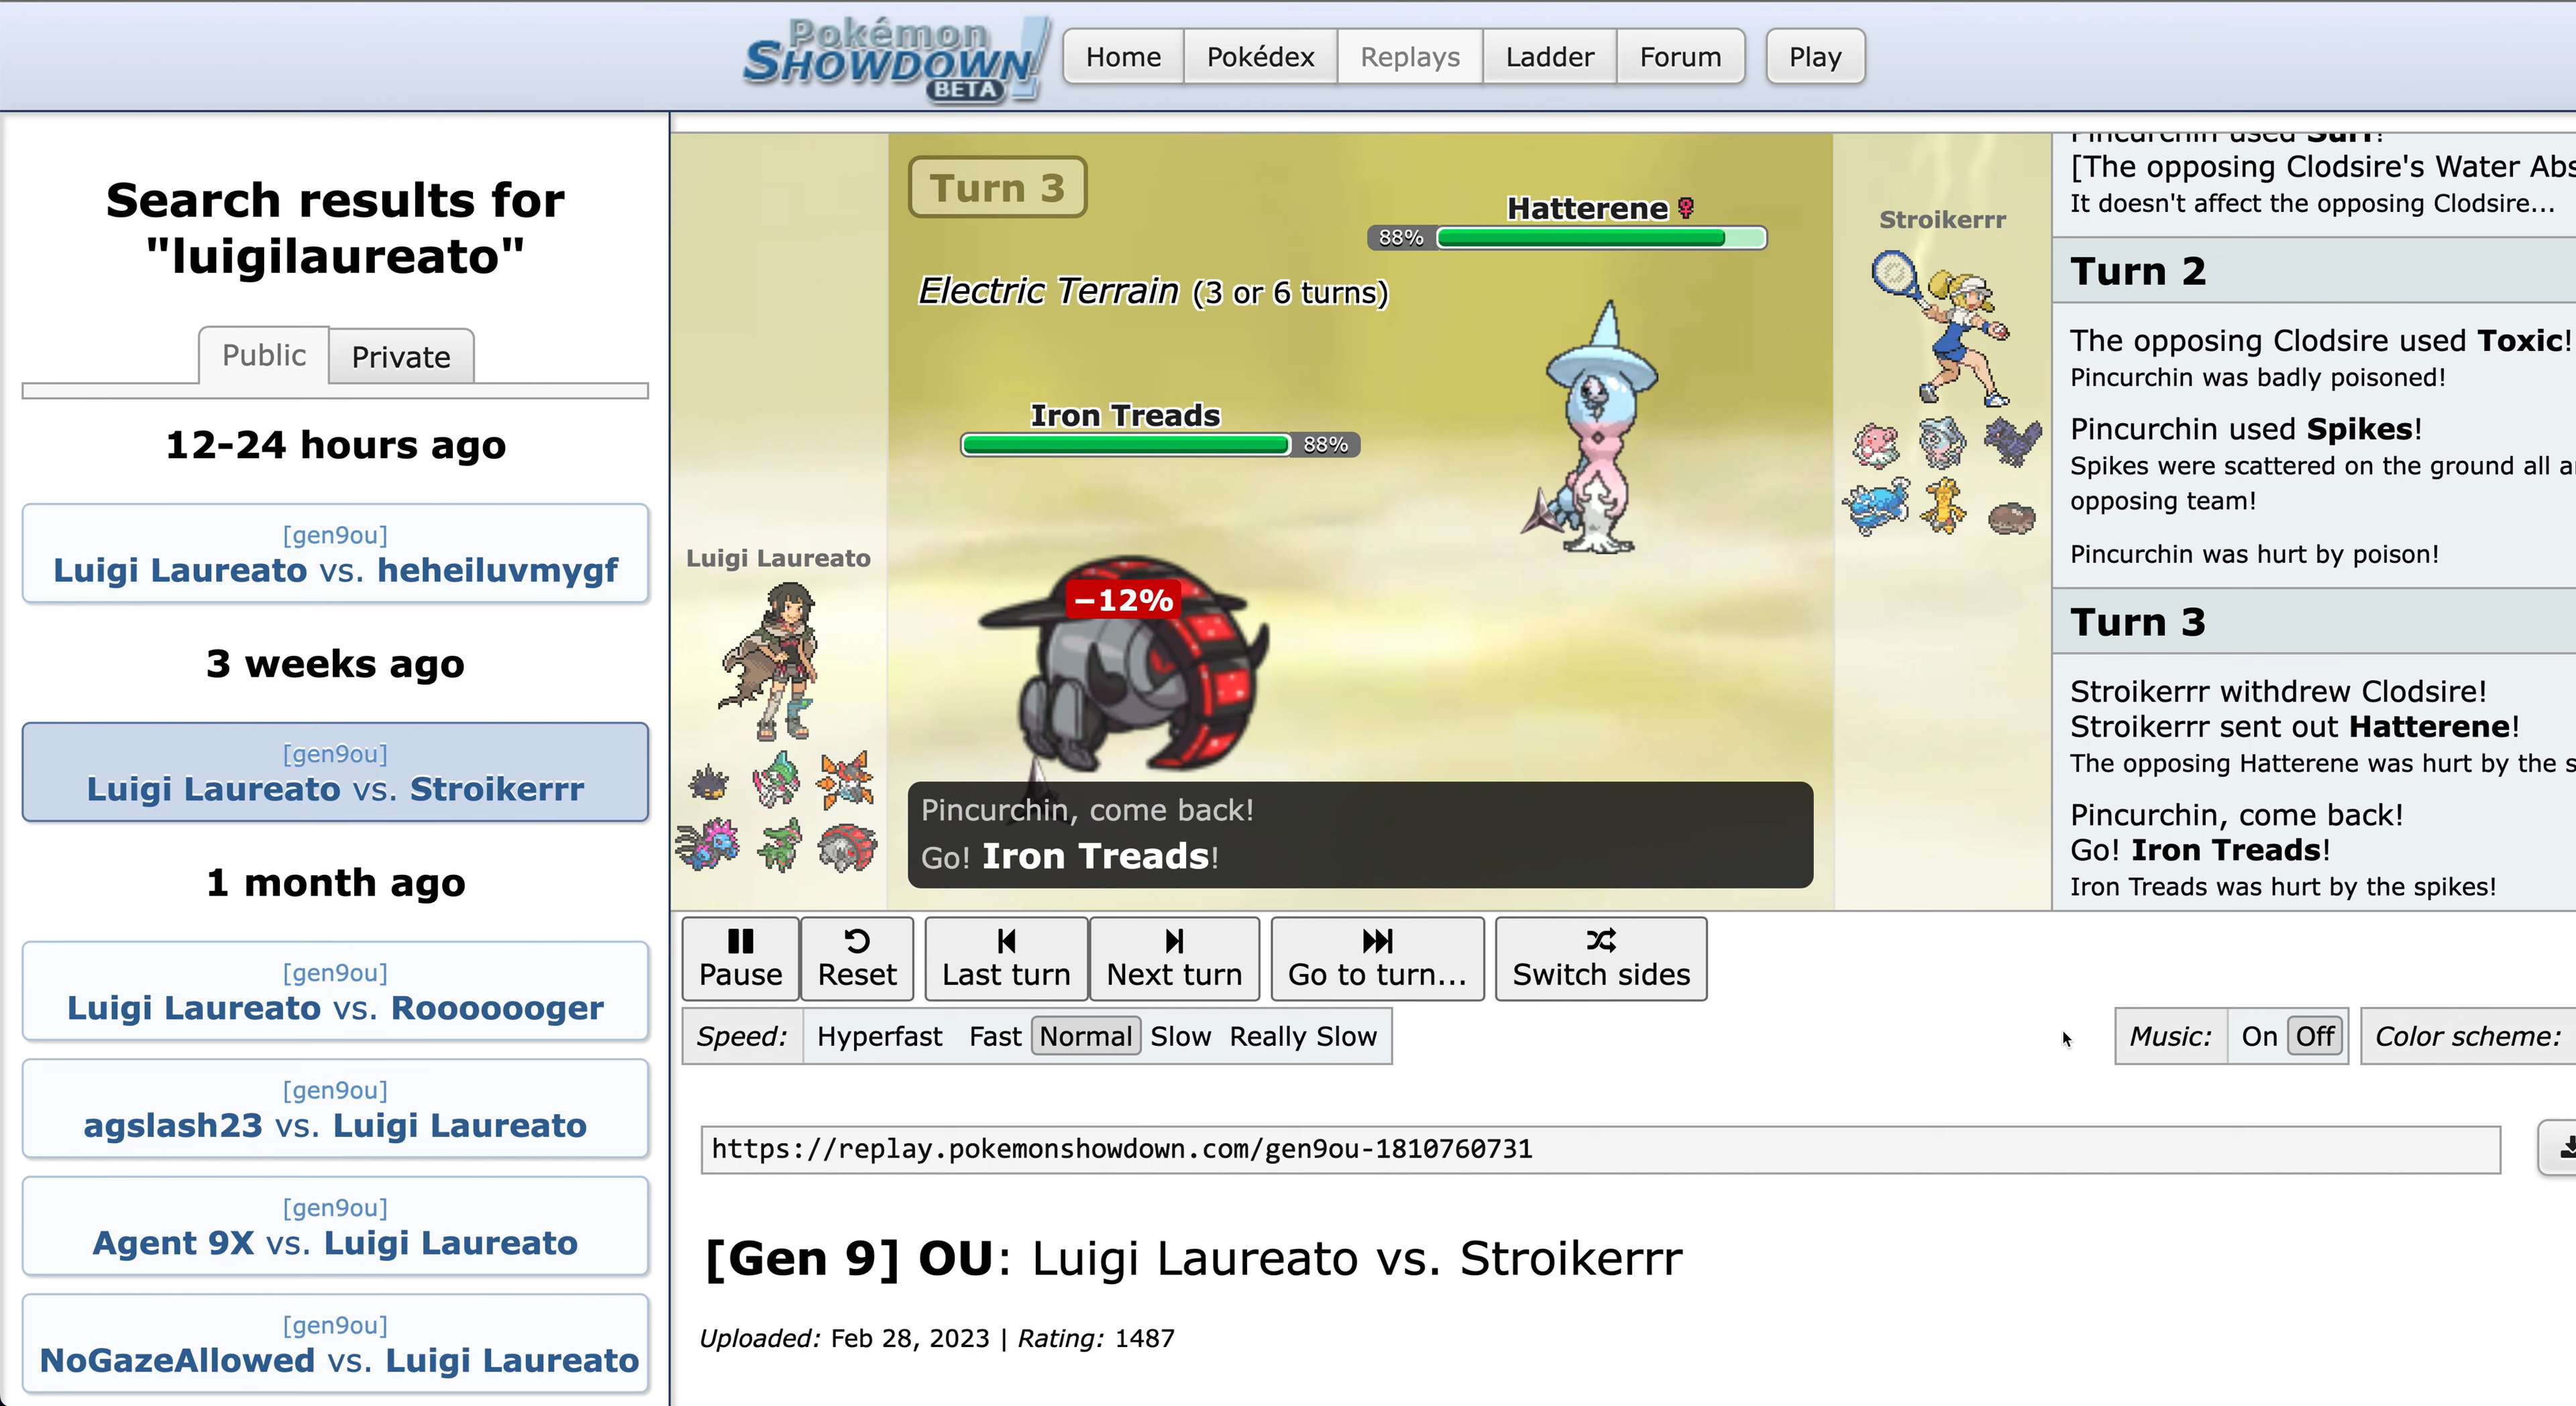 Pokémon
SHOWDOWN!
BETA
Home
Pokédex
Replays
Ladder
Forum
Play
Search results for
"luigilaureato"
Public
Private
12-24 hours ago
[gen9ou]
Luigi Laureato vs. heheiluvmygf
3 weeks ago
[gen9ou]
Luigi Laureato vs. Stroikerrr
1 month ago
[gen9ou]
Luigi Laureato vs. Rooooooger
[gen9ou]
agslash23 vs. Luigi Laureato
[gen9ou]
Agent 9X vs. Luigi Laureato
[gen9ou]
NoGazeAllowed vs. Luigi Laureato
Turn 3
Hatterene
88%
Electric Terrain (3 or 6 turns)
Iron Treads
88%
−12%
Luigi Laureato
Stroikerrr
Pincurchin, come back!
Go! Iron Treads!
Pincurchin used Surf!
[The opposing Clodsire's Water Abs
It doesn't affect the opposing Clodsire...
Turn 2
The opposing Clodsire used Toxic!
Pincurchin was badly poisoned!
Pincurchin used Spikes!
Spikes were scattered on the ground all a
opposing team!
Pincurchin was hurt by poison!
Turn 3
Stroikerrr withdrew Clodsire!
Stroikerrr sent out Hatterene!
The opposing Hatterene was hurt by the s
Pincurchin, come back!
Go! Iron Treads!
Iron Treads was hurt by the spikes!
Pause
Reset
Last turn
Next turn
Go to turn...
Switch sides
Speed: Hyperfast Fast Normal Slow Really Slow
Music: On Off
Color scheme:
https://replay.pokemonshowdown.com/gen9ou-1810760731
[Gen 9] OU: Luigi Laureato vs. Stroikerrr
Uploaded: Feb 28, 2023 | Rating: 1487